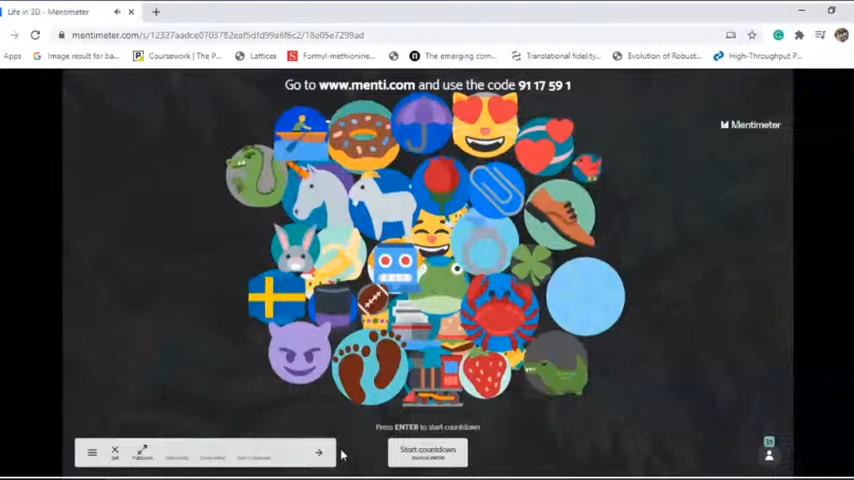 Life in 3D - Mentimeter
mentimeter.com/s/12327aadce0703782eaf5dfd99a6f6c2/18e05e7299ad
Apps
Image result for ba...
Coursework | The P...
Lattices
Formyl-methionine...
The emerging com...
Translational fidelity...
Evolution of Robust...
High-Throughput P...
Go to www.menti.com and use the code 91 17 59 1
Mentimeter
Press ENTER to start countdown
Start countdown